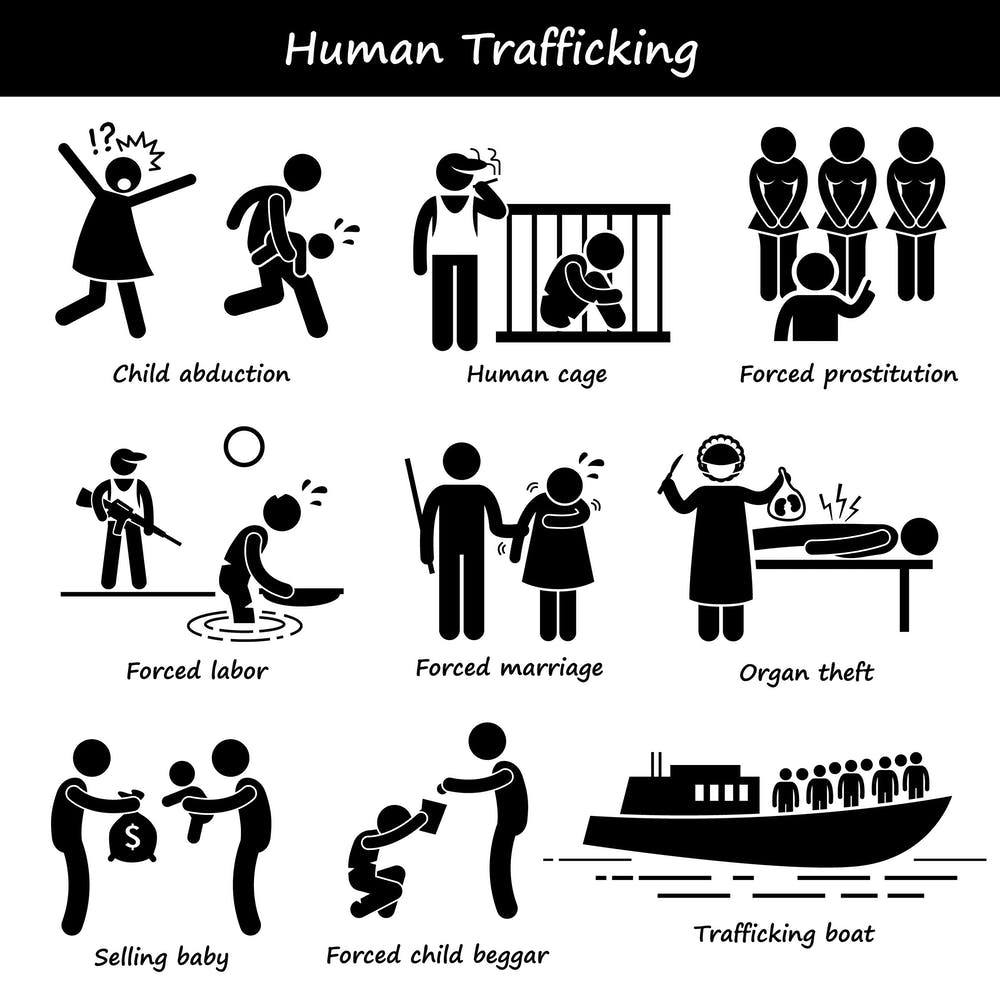 Human Trafficking
!?
Child abduction
Human cage
Forced prostitution
Forced labor
Forced marriage
Organ theft
$
Selling baby
Forced child beggar
Trafficking boat